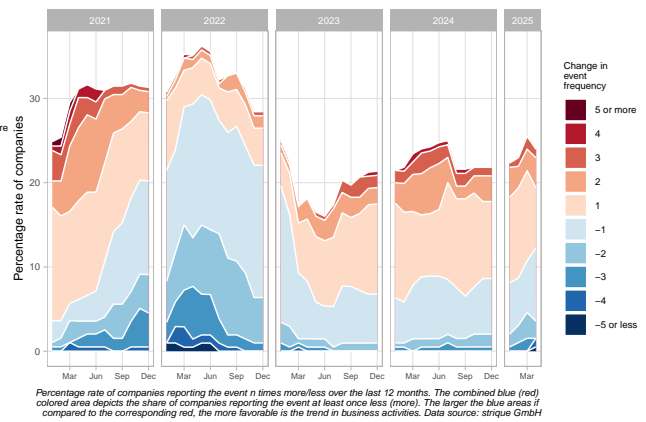 2021 2022 2023 2024 2025
Change in
event
frequency
5 or more
4
3
2
1
−1
−2
−3
−4
−5 or less
re
Percentage rate of companies
30
20
10
0
Mar Jun Sep Dec Mar Jun Sep Dec Mar Jun Sep Dec Mar Jun Sep Dec Mar
Percentage rate of companies reporting the event n times more/less over the last 12 months. The combined blue (red)
colored area depicts the share of companies reporting the event at least once less (more). The larger the blue areas if
compared to the corresponding red, the more favorable is the trend in business activities. Data source: strique GmbH